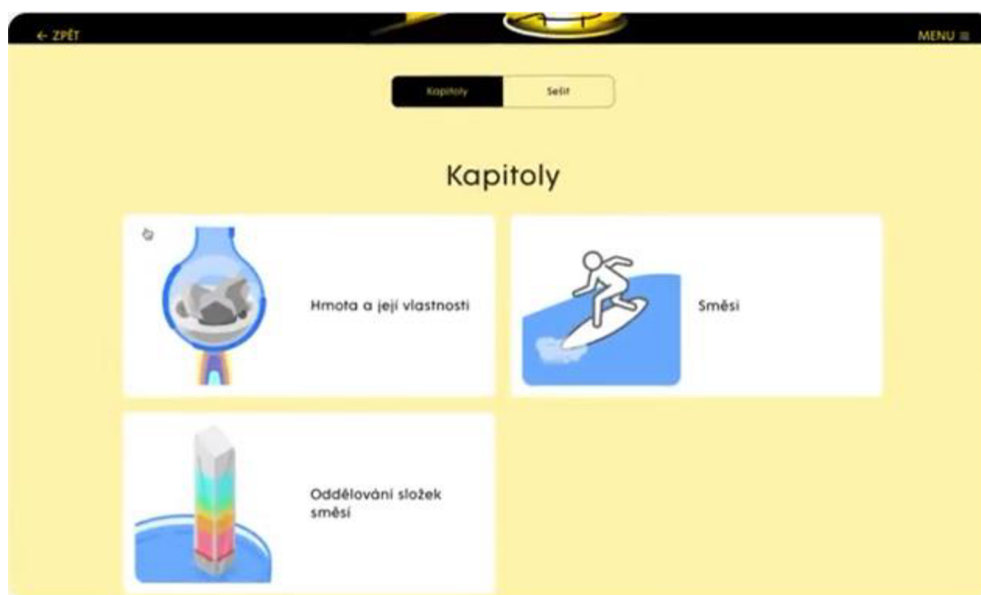 ← ZPĚT
MENU ≡
Kapitoly
Sešit
Kapitoly
Hmota a její vlastnosti
Směsi
Oddělování složek
směsí